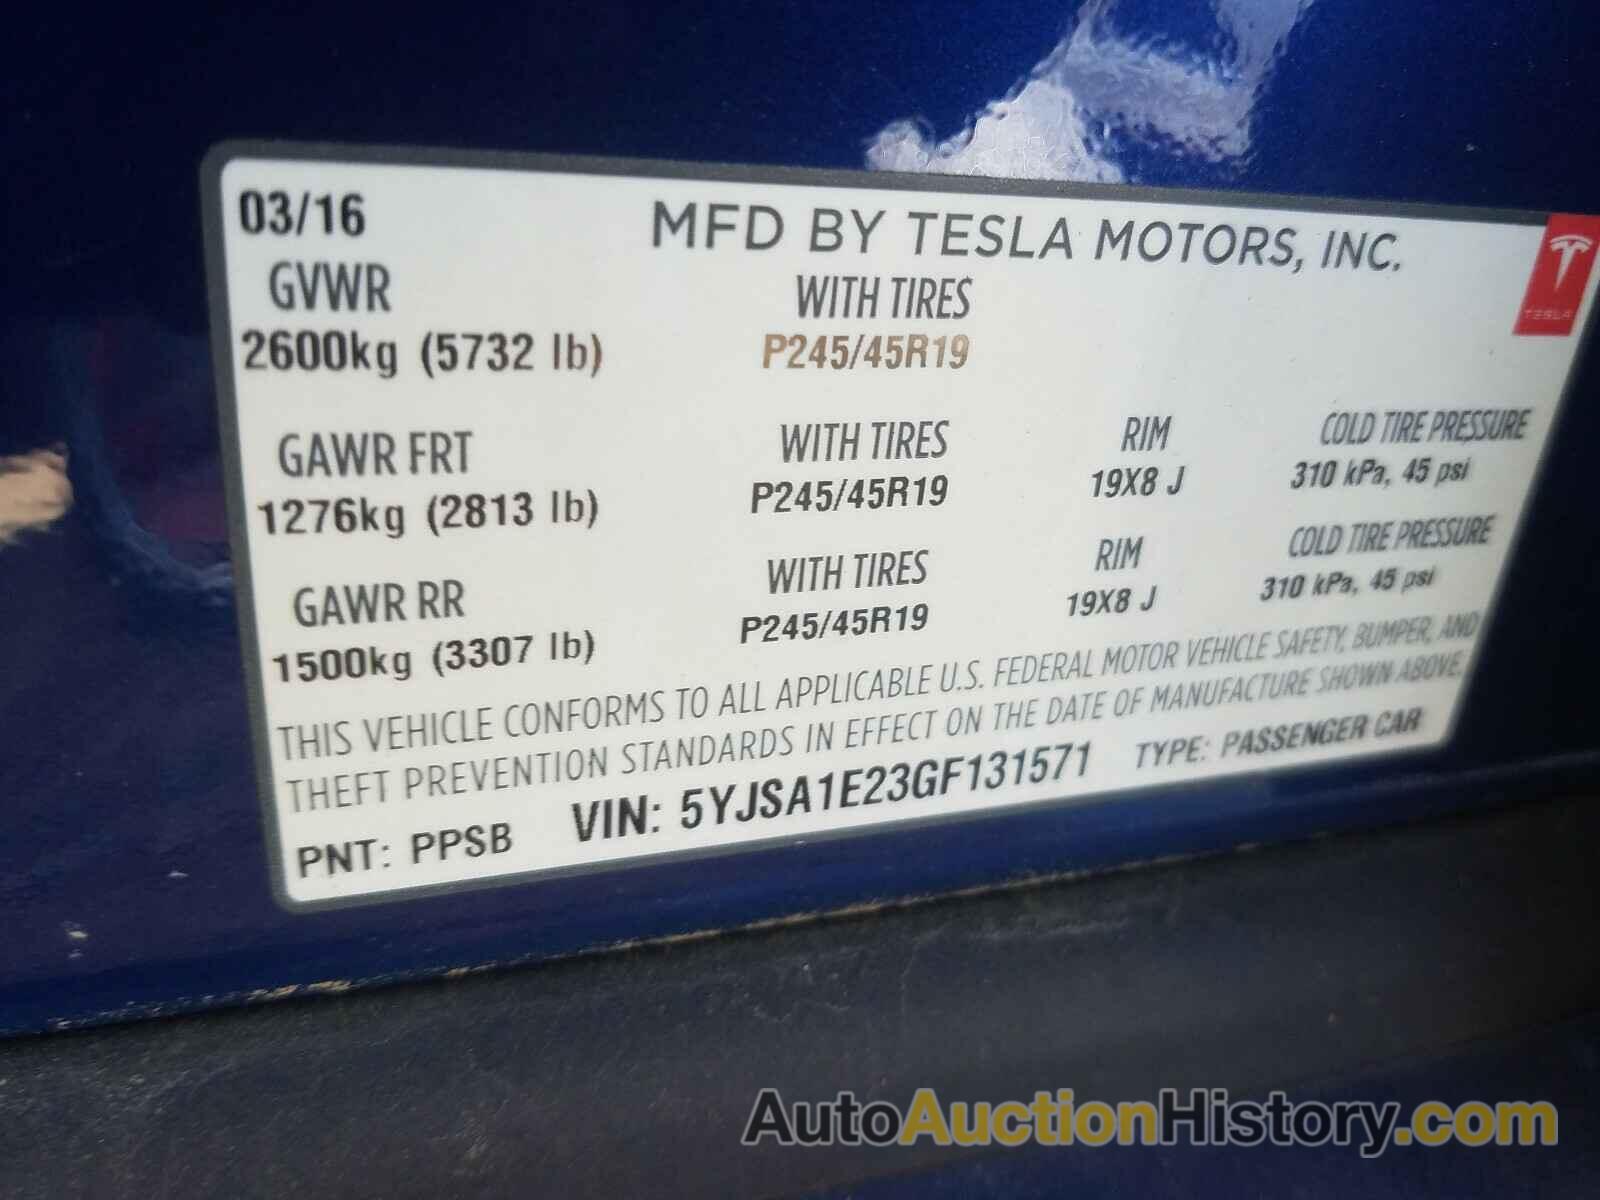 03/16 MFD BY TESLA MOTORS, INC.
GVWR WITH TIRES
2600kg (5732 lb) P245/45R19
TESLA
GAWR FRT WITH TIRES RIM COLD TIRE PRESSURE
1276kg (2813 lb) P245/45R19 19X8 J 310 kPa, 45 psi
GAWR RR WITH TIRES RIM COLD TIRE PRESSURE
1500kg (3307 lb) P245/45R19 19X8 J 310 kPa, 45 psi
THIS VEHICLE CONFORMS TO ALL APPLICABLE U.S. FEDERAL MOTOR VEHICLE SAFETY, BUMPER, AND
THEFT PREVENTION STANDARDS IN EFFECT ON THE DATE OF MANUFACTURE SHOWN ABOVE.
PNT: PPSB VIN: 5YJSA1E23GF131571 TYPE: PASSENGER CAR
AutoAuctionHistory.com